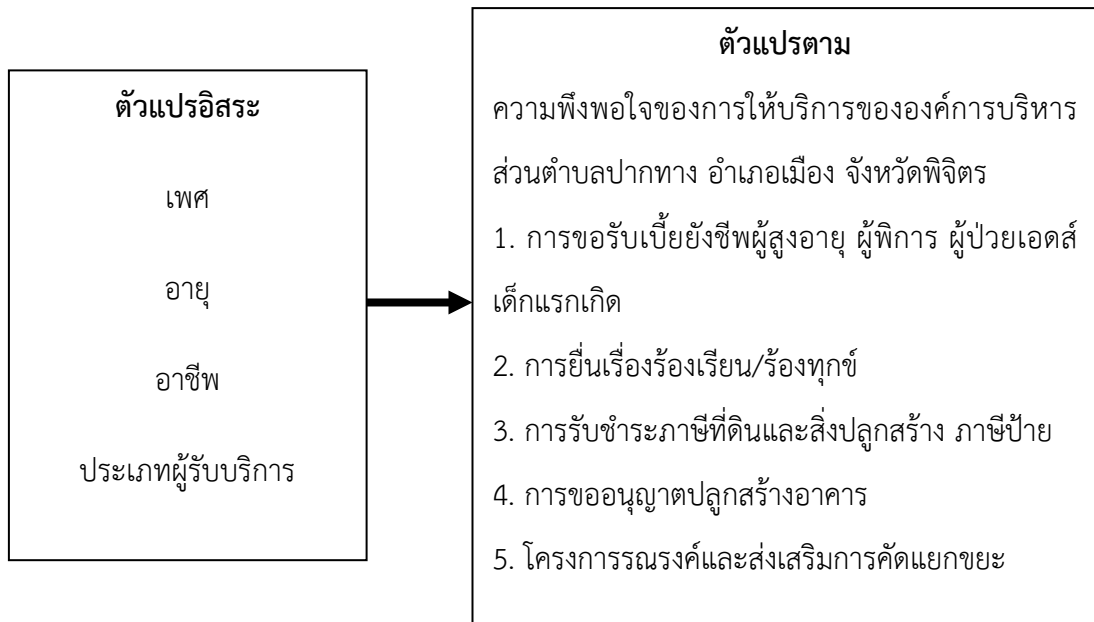 ตัวแปรอิสระ
เพศ
อายุ
อาชีพ
ประเภทผู้รับบริการ
ตัวแปรตาม
ความพึงพอใจของการให้บริการขององค์การบริหาร
ส่วนตำบลปากทาง อำเภอเมือง จังหวัดพิจิตร
1. การขอรับเบี้ยยังชีพผู้สูงอายุ ผู้พิการ ผู้ป่วยเอดส์
เด็กแรกเกิด
2. การยื่นเรื่องร้องเรียน/ร้องทุกข์
3. การรับชำระภาษีที่ดินและสิ่งปลูกสร้าง ภาษีป้าย
4. การขออนุญาตปลูกสร้างอาคาร
5. โครงการรณรงค์และส่งเสริมการคัดแยกขยะ